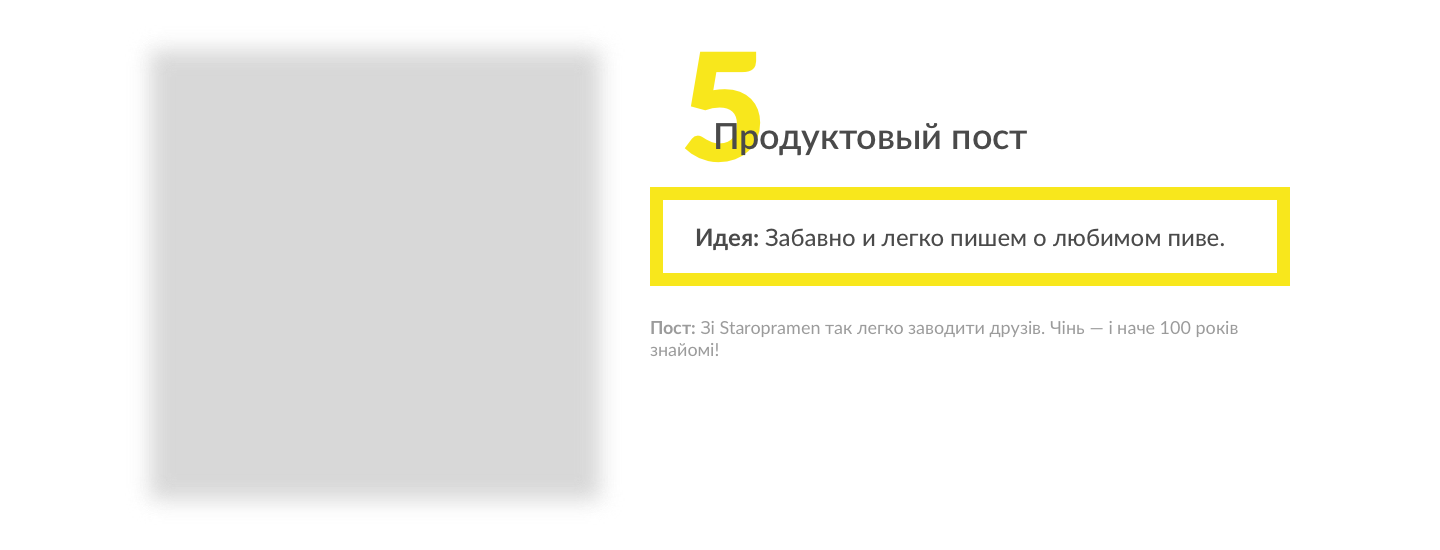 5
Продуктовый пост
Идея: Забавно и легко пишем о любимом пиве.
Пост: Зі Staropramen так легко заводити друзів. Чінь — і наче 100 років
знайомі!